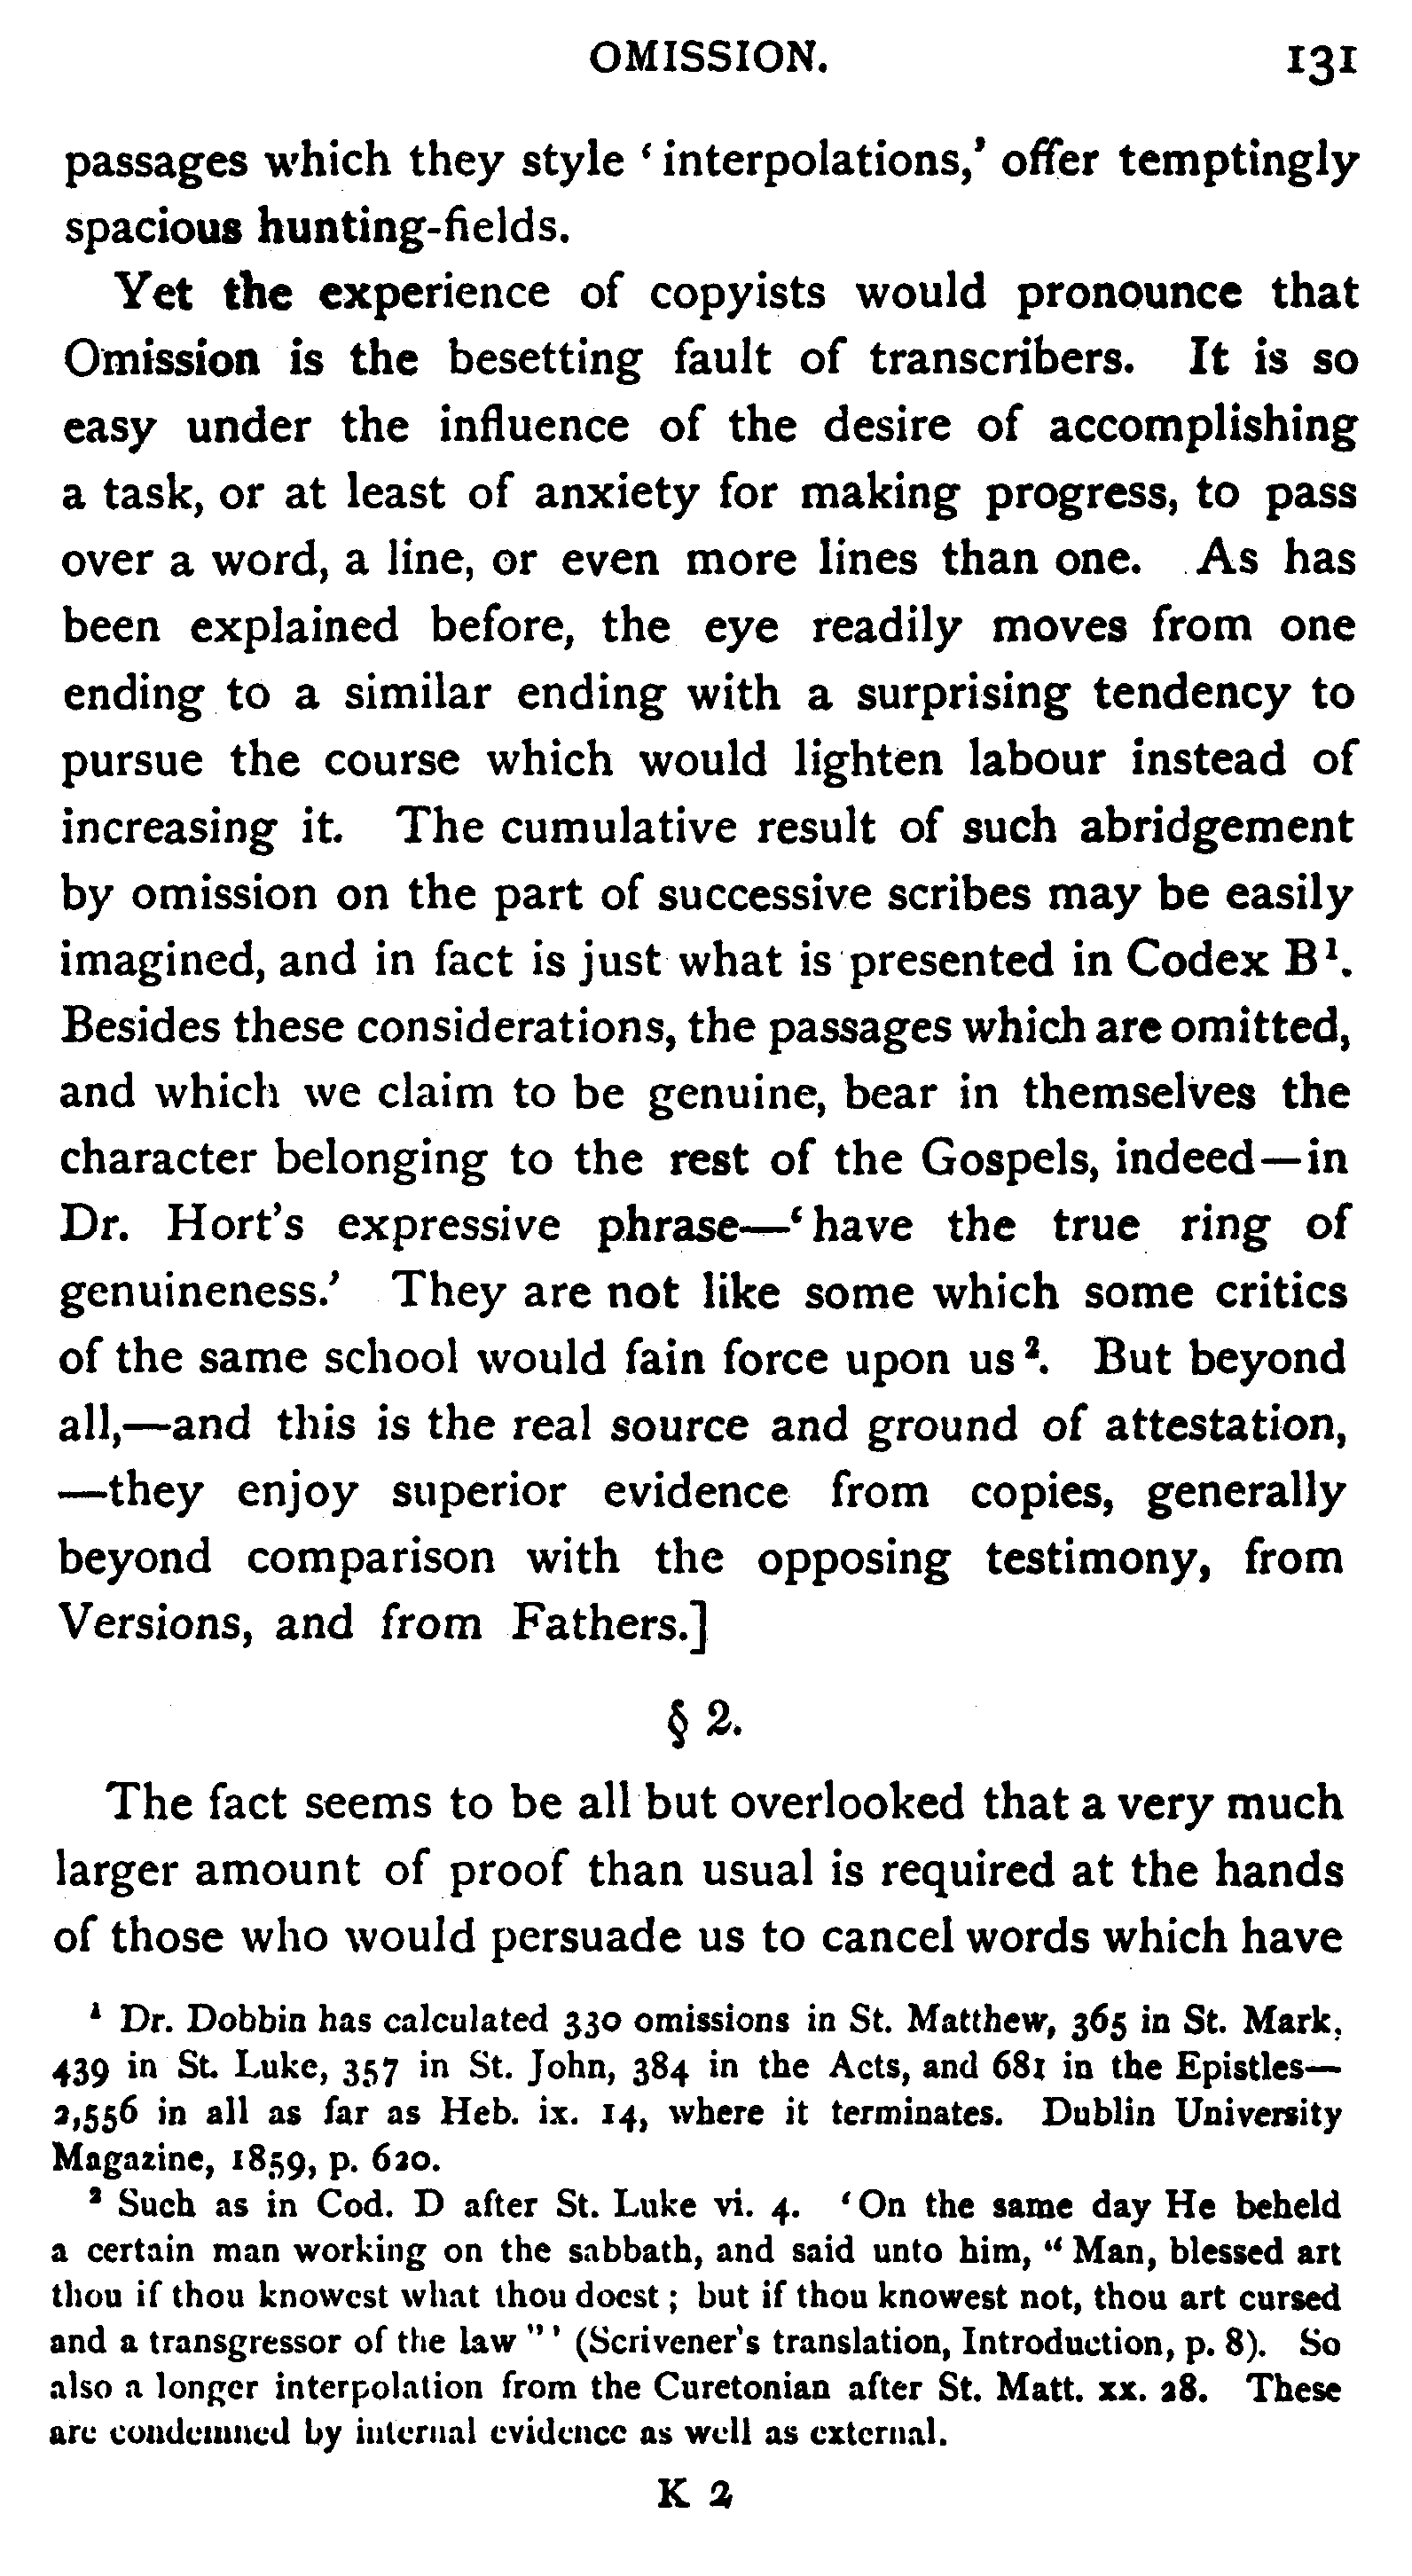 OMISSION. 131
passages which they style ‘interpolations,’ offer temptingly
spacious hunting-fields.
Yet the experience of copyists would pronounce that
Omission is the besetting fault of transcribers. It is so
easy under the influence of the desire of accomplishing
a task, or at least of anxiety for making progress, to pass
over a word, a line, or even more lines than one. As has
been explained before, the eye readily moves from one
ending to a similar ending with a surprising tendency to
pursue the course which would lighten labour instead of
increasing it. The cumulative result of such abridgement
by omission on the part of successive scribes may be easily
imagined, and in fact is just what is presented in Codex B¹.
Besides these considerations, the passages which are omitted,
and which we claim to be genuine, bear in themselves the
character belonging to the rest of the Gospels, indeed—in
Dr. Hort’s expressive phrase—‘have the true ring of
genuineness.’ They are not like some which some critics
of the same school would fain force upon us². But beyond
all,—and this is the real source and ground of attestation,
—they enjoy superior evidence from copies, generally
beyond comparison with the opposing testimony, from
Versions, and from Fathers.]
§ 2.
The fact seems to be all but overlooked that a very much
larger amount of proof than usual is required at the hands
of those who would persuade us to cancel words which have
¹ Dr. Dobbin has calculated 330 omissions in St. Matthew, 365 in St. Mark,
439 in St. Luke, 357 in St. John, 384 in the Acts, and 681 in the Epistles—
2,556 in all as far as Heb. ix. 14, where it terminates. Dublin University
Magazine, 1859, p. 620.
² Such as in Cod. D after St. Luke vi. 4. ‘On the same day He beheld
a certain man working on the sabbath, and said unto him, “Man, blessed art
thou if thou knowest what thou doest; but if thou knowest not, thou art cursed
and a transgressor of the law”’ (Scrivener’s translation, Introduction, p. 8). So
also a longer interpolation from the Curetonian after St. Matt. xx. 28. These
are condemned by internal evidence as well as external.
K 2